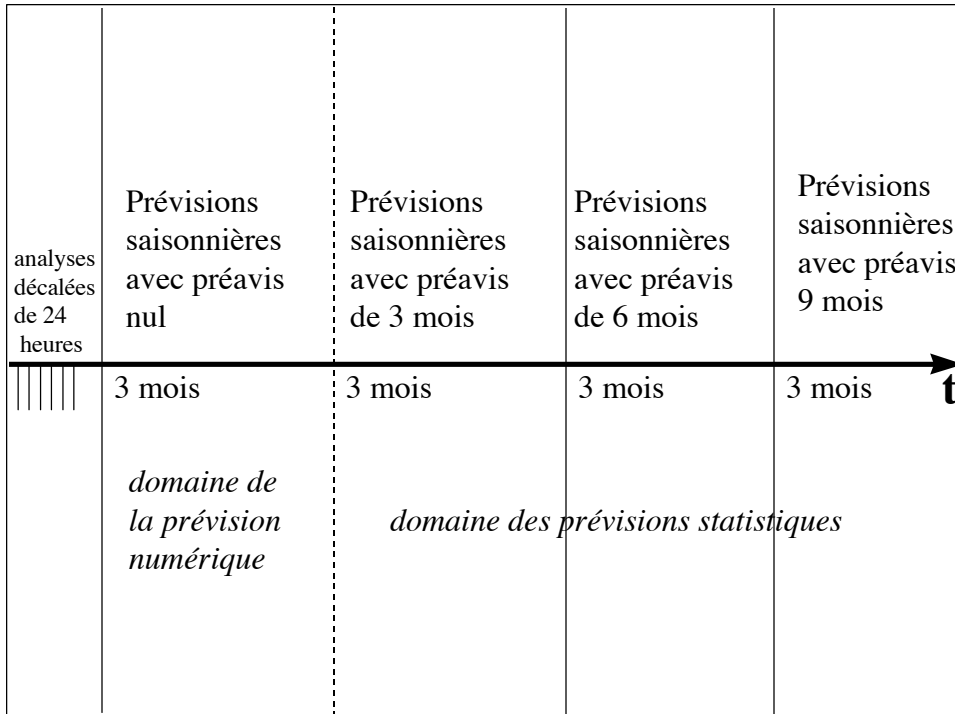 analyses
décalées
de 24
heures
Prévisions
saisonnières
avec préavis
nul
Prévisions
saisonnières
avec préavis
de 3 mois
Prévisions
saisonnières
avec préavis
de 6 mois
Prévisions
saisonnières
avec préavis
9 mois
3 mois
3 mois
3 mois
3 mois
t
domaine de
la prévision
numérique
domaine des prévisions statistiques